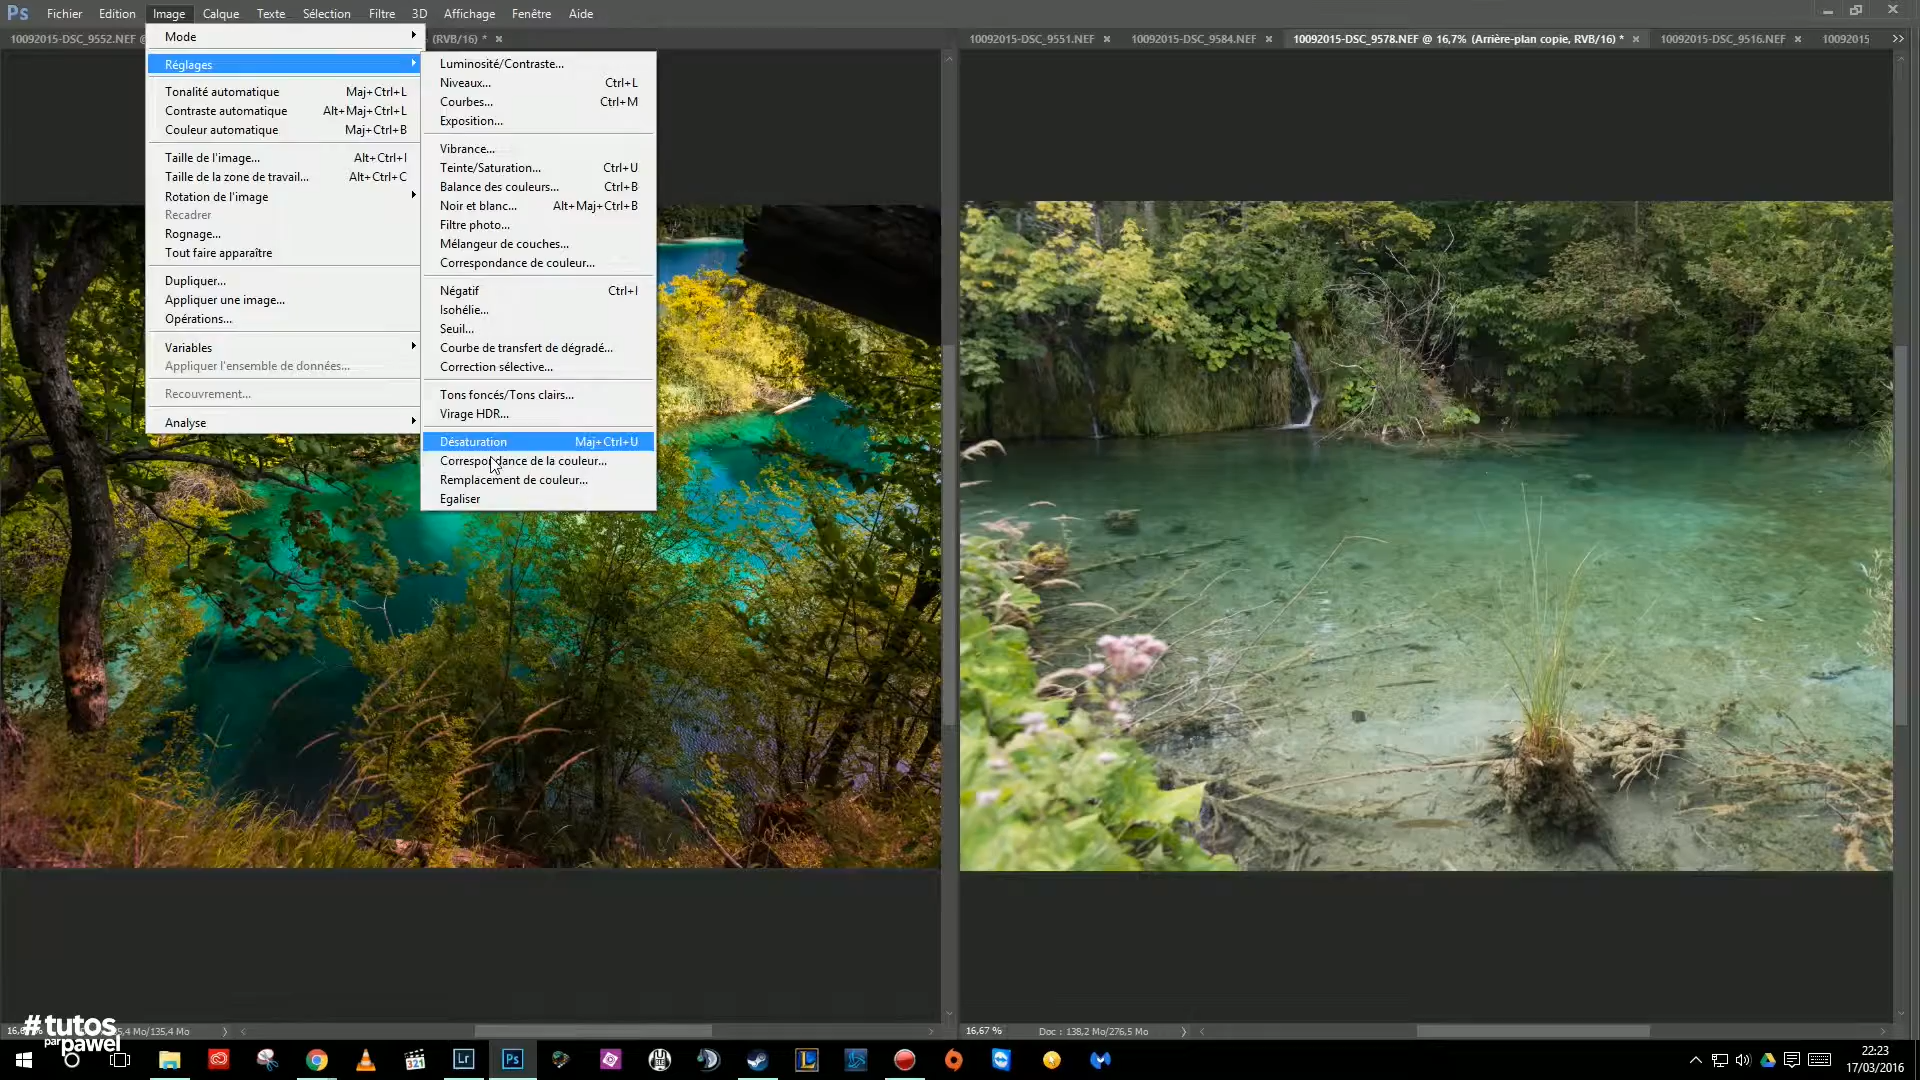 Ps Fichier Edition Image Calque Texte Sélection Filtre 3D Affichage Fenêtre Aide
10092015-DSC_9552.NEF @ (RVB/16) * × 10092015-DSC_9551.NEF × 10092015-DSC_9584.NEF × 10092015-DSC_9578.NEF @ 16,7% (Arrière-plan copie, RVB/16) * × 10092015-DSC_9516.NEF × 10092015
Mode
Réglages
Tonalité automatique Maj+Ctrl+L
Contraste automatique Alt+Maj+Ctrl+L
Couleur automatique Maj+Ctrl+B
Taille de l'image... Alt+Ctrl+I
Taille de la zone de travail... Alt+Ctrl+C
Rotation de l'image
Recadrer
Rognage...
Tout faire apparaître
Dupliquer...
Appliquer une image...
Opérations...
Variables
Appliquer l'ensemble de données...
Recouvrement...
Analyse
Luminosité/Contraste...
Niveaux... Ctrl+L
Courbes... Ctrl+M
Exposition...
Vibrance...
Teinte/Saturation... Ctrl+U
Balance des couleurs... Ctrl+B
Noir et blanc... Alt+Maj+Ctrl+B
Filtre photo...
Mélangeur de couches...
Correspondance de couleur...
Négatif Ctrl+I
Isohélie...
Seuil...
Courbe de transfert de dégradé...
Correction sélective...
Tons foncés/Tons clairs...
Virage HDR...
Désaturation Maj+Ctrl+U
Correspondance de la couleur...
Remplacement de couleur...
Egaliser
#tutos
par pawel
5,4 Mo/135,4 Mo
16,67 % Doc : 138,2 Mo/276,5 Mo
321 Lr Ps L
22:23
17/03/2016